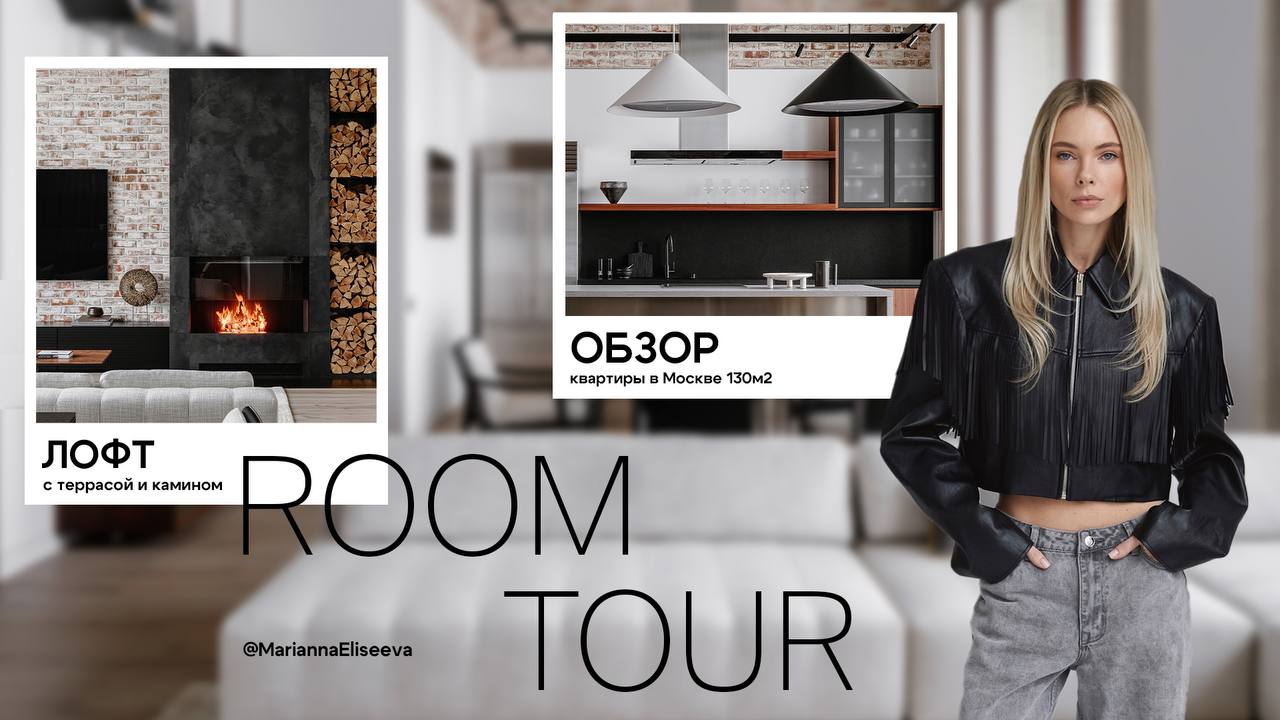 ОБЗОР
квартиры в Москве 130м2
ЛОФТ
с террасой и камином
ROOM
TOUR
@MariannaEliseeva